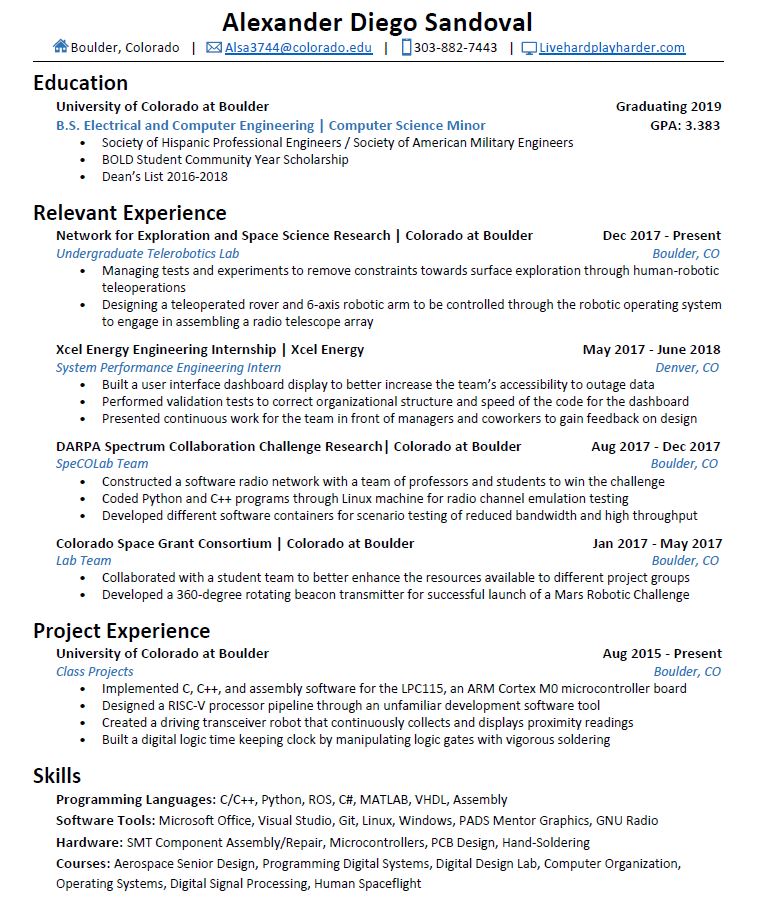 Alexander Diego Sandoval
Boulder, Colorado | Alsa3744@colorado.edu | 303-882-7443 | Livehardplayharder.com
Education
University of Colorado at Boulder Graduating 2019
B.S. Electrical and Computer Engineering | Computer Science Minor GPA: 3.383
• Society of Hispanic Professional Engineers / Society of American Military Engineers
• BOLD Student Community Year Scholarship
• Dean's List 2016-2018
Relevant Experience
Network for Exploration and Space Science Research | Colorado at Boulder Dec 2017 - Present
Undergraduate Telerobotics Lab Boulder, CO
• Managing tests and experiments to remove constraints towards surface exploration through human-robotic
teleoperations
• Designing a teleoperated rover and 6-axis robotic arm to be controlled through the robotic operating system
to engage in assembling a radio telescope array
Xcel Energy Engineering Internship | Xcel Energy May 2017 - June 2018
System Performance Engineering Intern Denver, CO
• Built a user interface dashboard display to better increase the team's accessibility to outage data
• Performed validation tests to correct organizational structure and speed of the code for the dashboard
• Presented continuous work for the team in front of managers and coworkers to gain feedback on design
DARPA Spectrum Collaboration Challenge Research| Colorado at Boulder Aug 2017 - Dec 2017
SpeCOLab Team Boulder, CO
• Constructed a software radio network with a team of professors and students to win the challenge
• Coded Python and C++ programs through Linux machine for radio channel emulation testing
• Developed different software containers for scenario testing of reduced bandwidth and high throughput
Colorado Space Grant Consortium | Colorado at Boulder Jan 2017 - May 2017
Lab Team Boulder, CO
• Collaborated with a student team to better enhance the resources available to different project groups
• Developed a 360-degree rotating beacon transmitter for successful launch of a Mars Robotic Challenge
Project Experience
University of Colorado at Boulder Aug 2015 - Present
Class Projects Boulder, CO
• Implemented C, C++, and assembly software for the LPC115, an ARM Cortex M0 microcontroller board
• Designed a RISC-V processor pipeline through an unfamiliar development software tool
• Created a driving transceiver robot that continuously collects and displays proximity readings
• Built a digital logic time keeping clock by manipulating logic gates with vigorous soldering
Skills
Programming Languages: C/C++, Python, ROS, C#, MATLAB, VHDL, Assembly
Software Tools: Microsoft Office, Visual Studio, Git, Linux, Windows, PADS Mentor Graphics, GNU Radio
Hardware: SMT Component Assembly/Repair, Microcontrollers, PCB Design, Hand-Soldering
Courses: Aerospace Senior Design, Programming Digital Systems, Digital Design Lab, Computer Organization,
Operating Systems, Digital Signal Processing, Human Spaceflight